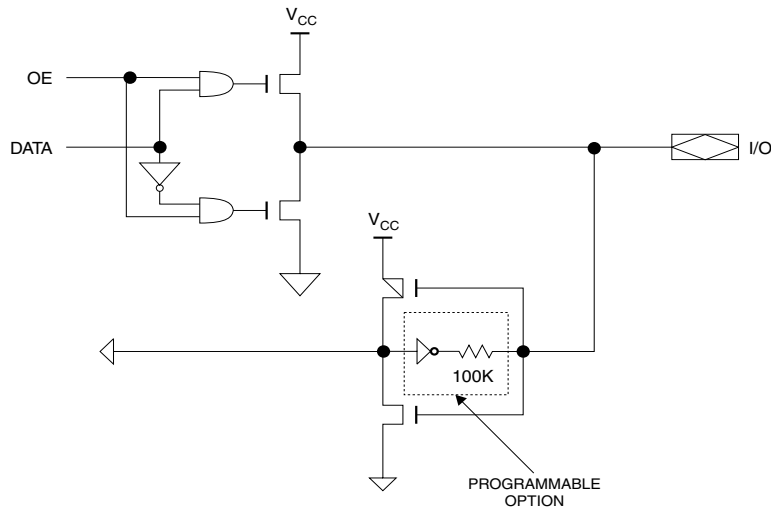 V_CC
OE
DATA
I/O
V_CC
100K
PROGRAMMABLE
OPTION